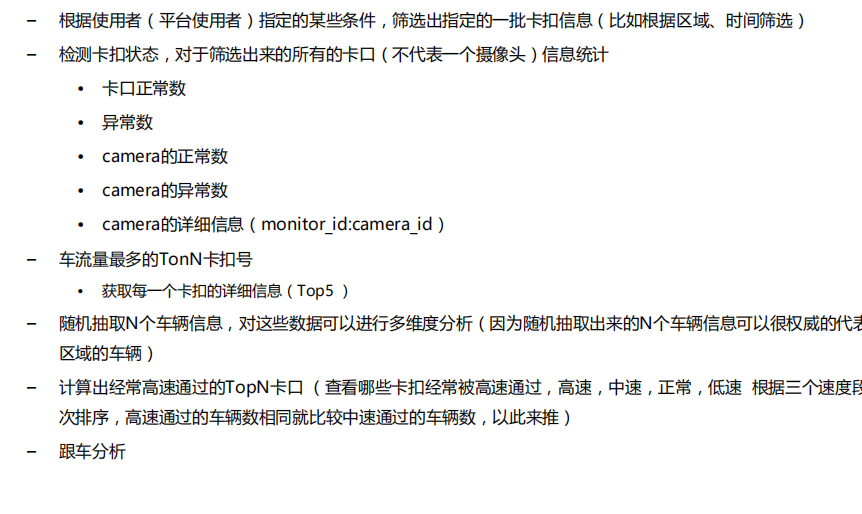 – 根据使用者（平台使用者）指定的某些条件，筛选出指定的一批卡扣信息（比如根据区域、时间筛选）
– 检测卡扣状态，对于筛选出来的所有的卡口（不代表一个摄像头）信息统计
• 卡口正常数
• 异常数
• camera的正常数
• camera的异常数
• camera的详细信息（monitor_id:camera_id）
– 车流量最多的TonN卡扣号
• 获取每一个卡扣的详细信息（Top5 ）
– 随机抽取N个车辆信息，对这些数据可以进行多维度分析（因为随机抽取出来的N个车辆信息可以很权威的代表
区域的车辆）
– 计算出经常高速通过的TopN卡口 （查看哪些卡扣经常被高速通过，高速，中速，正常，低速 根据三个速度段
次排序，高速通过的车辆数相同就比较中速通过的车辆数，以此来推）
– 跟车分析